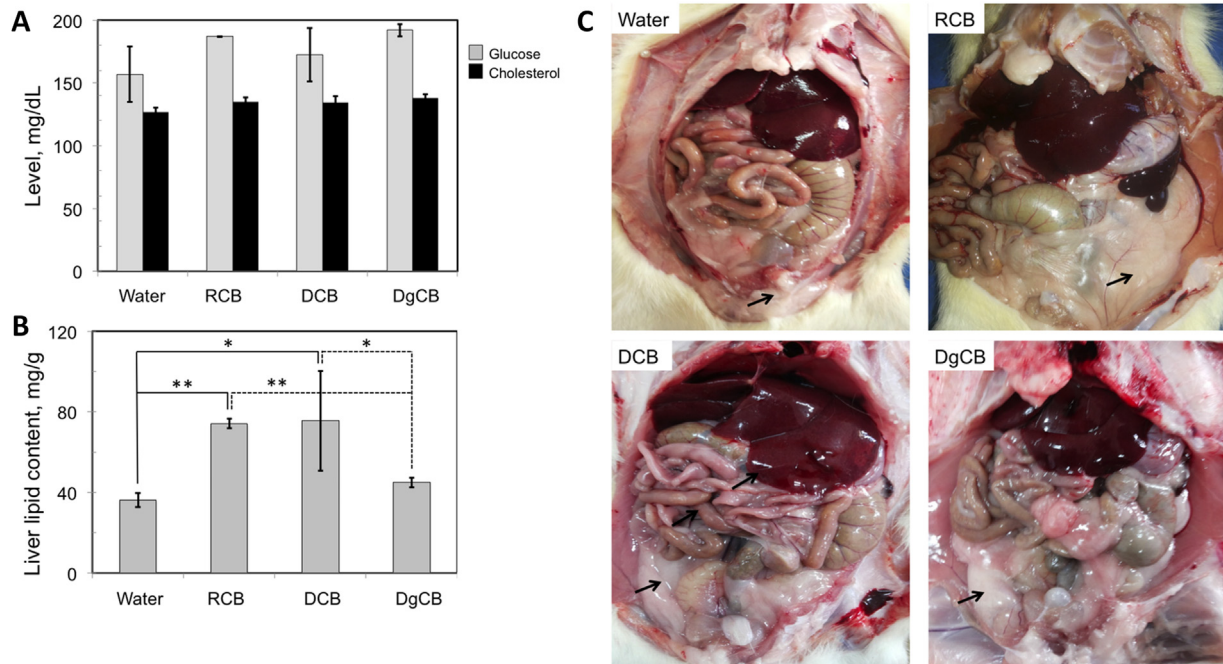 A
Level, mg/dL
200
150
100
50
0
Glucose
Cholesterol
Water RCB DCB DgCB
B
Liver lipid content, mg/g
120
80
40
0
*
*
**
**
Water RCB DCB DgCB
C
Water
RCB
DCB
DgCB